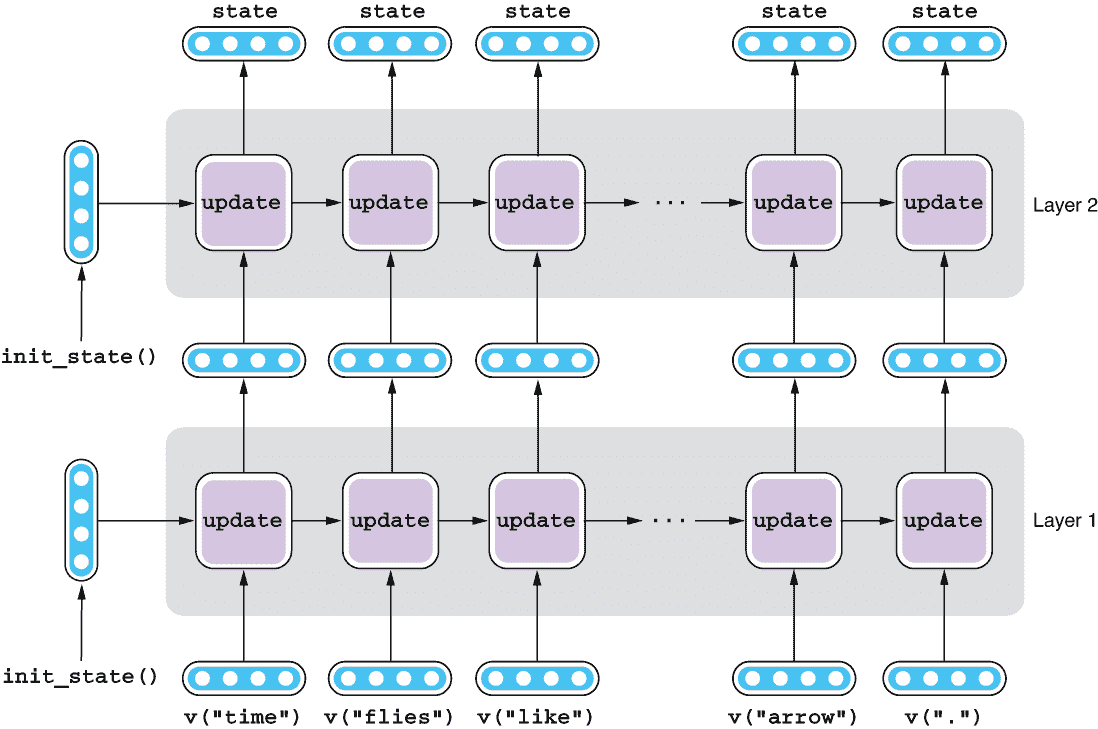 state state state state state
update update update ... update update Layer 2
init_state()
update update update ... update update Layer 1
init_state()
v("time") v("flies") v("like") v("arrow") v(".")